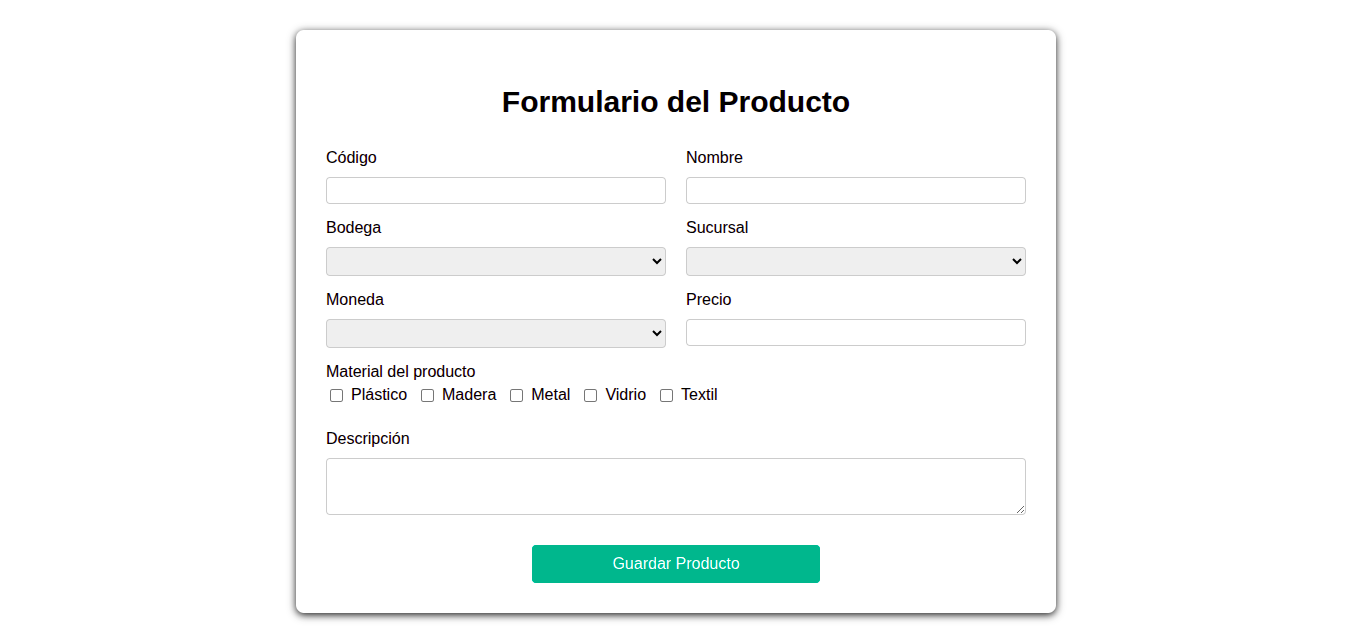 Formulario del Producto
Código Nombre
Bodega Sucursal
Moneda Precio
Material del producto
Plástico Madera Metal Vidrio Textil
Descripción
Guardar Producto